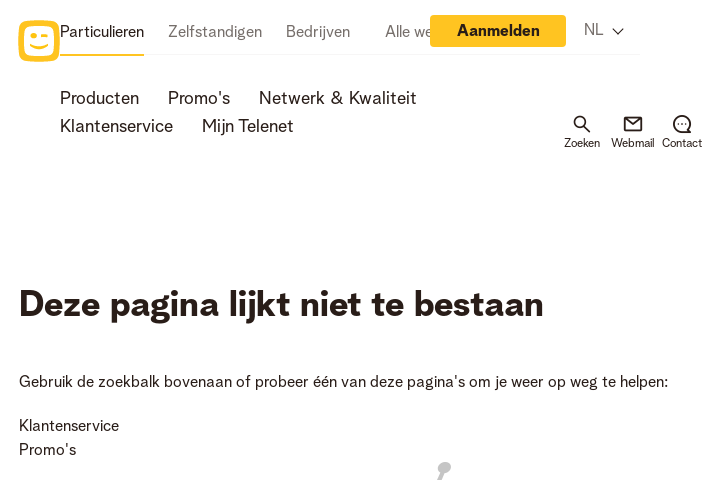 Particulieren Zelfstandigen Bedrijven Alle Aanmelden NL
Producten Promo's Netwerk & Kwaliteit
Klantenservice Mijn Telenet
Zoeken Webmail Contact
Deze pagina lijkt niet te bestaan
Gebruik de zoekbalk bovenaan of probeer één van deze pagina's om je weer op weg te helpen:
Klantenservice
Promo's